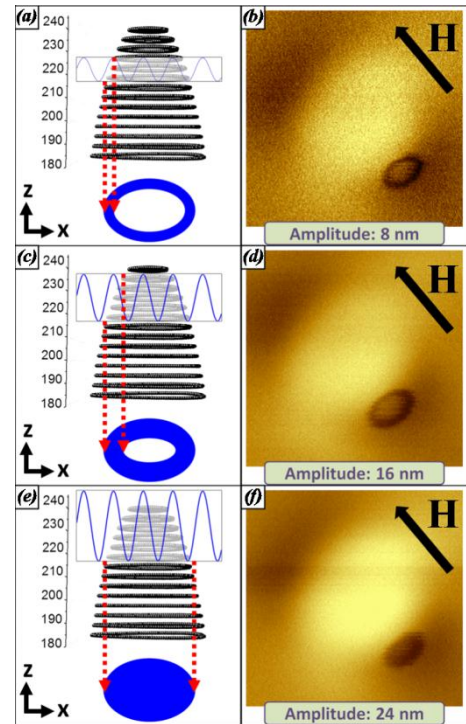 (a)
240
230
220
210
200
190
180
Z
X
(b)
H
Amplitude: 8 nm
(c)
240
230
220
210
200
190
180
Z
X
(d)
H
Amplitude: 16 nm
(e)
240
230
220
210
200
190
180
Z
X
(f)
H
Amplitude: 24 nm